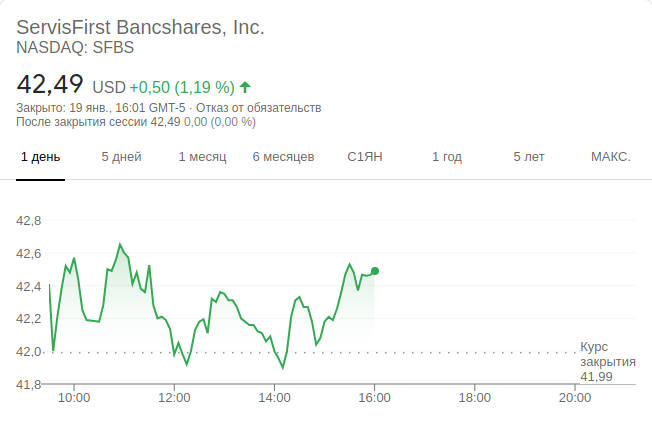 ServisFirst Bancshares, Inc.
NASDAQ: SFBS
42,49 USD +0,50 (1,19 %)
Закрыто: 19 янв., 16:01 GMT-5 · Отказ от обязательств
После закрытия сессии 42,49 0,00 (0,00 %)
1 день 5 дней 1 месяц 6 месяцев С1ЯН 1 год 5 лет МАКС.
42,8
42,6
42,4
42,2
42,0
41,8
Курс
закрытия
41,99
10:00 12:00 14:00 16:00 18:00 20:00